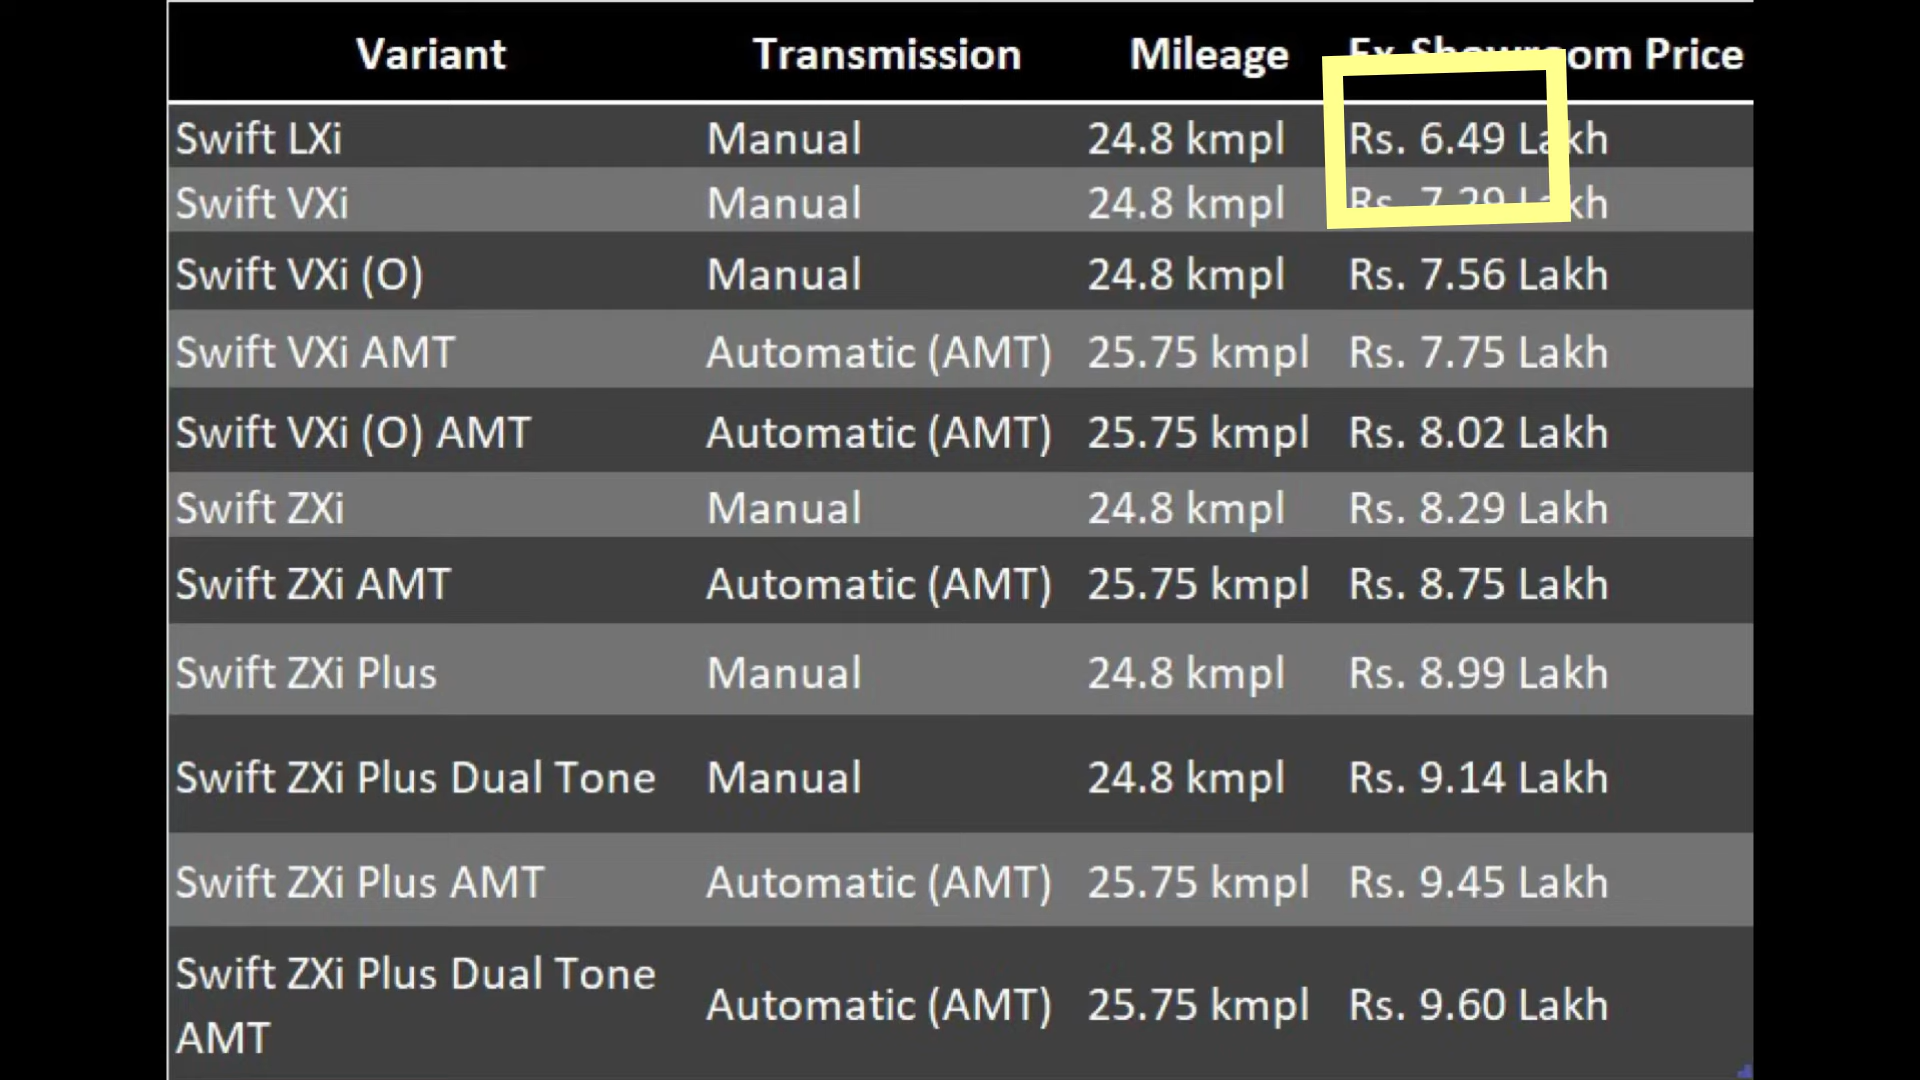 Variant Transmission Mileage Ex-Showroom Price
Swift LXi Manual 24.8 kmpl Rs. 6.49 Lakh
Swift VXi Manual 24.8 kmpl Rs. 7.29 Lakh
Swift VXi (O) Manual 24.8 kmpl Rs. 7.56 Lakh
Swift VXi AMT Automatic (AMT) 25.75 kmpl Rs. 7.75 Lakh
Swift VXi (O) AMT Automatic (AMT) 25.75 kmpl Rs. 8.02 Lakh
Swift ZXi Manual 24.8 kmpl Rs. 8.29 Lakh
Swift ZXi AMT Automatic (AMT) 25.75 kmpl Rs. 8.75 Lakh
Swift ZXi Plus Manual 24.8 kmpl Rs. 8.99 Lakh
Swift ZXi Plus Dual Tone Manual 24.8 kmpl Rs. 9.14 Lakh
Swift ZXi Plus AMT Automatic (AMT) 25.75 kmpl Rs. 9.45 Lakh
Swift ZXi Plus Dual Tone
AMT Automatic (AMT) 25.75 kmpl Rs. 9.60 Lakh